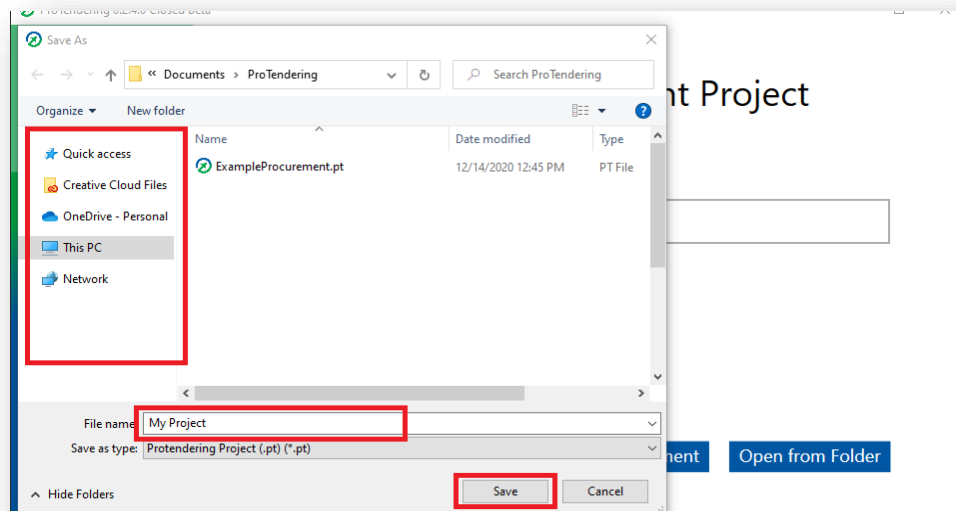 ProTendering 0.2.4.0 Closed Beta
Save As
« Documents › ProTendering
Search ProTendering
nt Project
Organize
New folder
Name
Date modified
Type
Quick access
ExampleProcurement.pt
12/14/2020 12:45 PM
PT File
Creative Cloud Files
OneDrive - Personal
This PC
Network
File name
My Project
Save as type:
Protendering Project (.pt) (*.pt)
nent
Open from Folder
Hide Folders
Save
Cancel